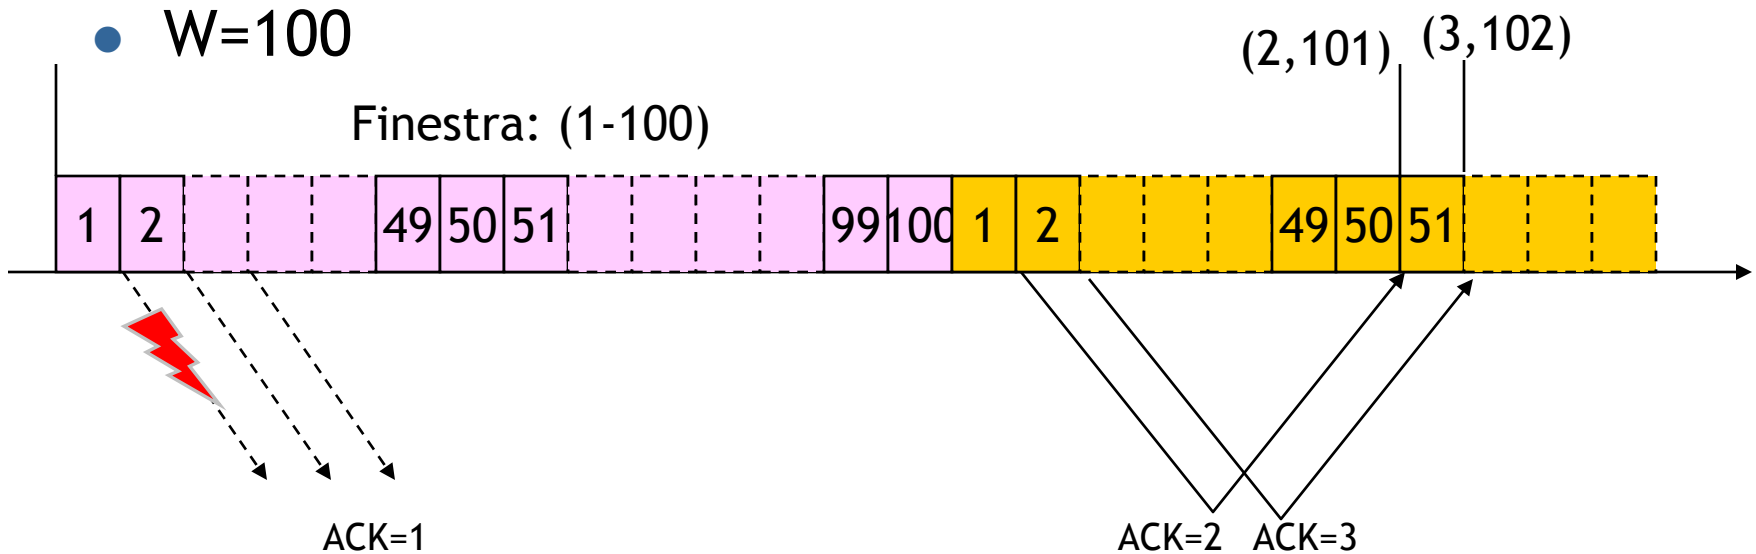 W=100
(2,101) (3,102)
Finestra: (1-100)
1 2 49 50 51 99 100 1 2 49 50 51
ACK=1 ACK=2 ACK=3